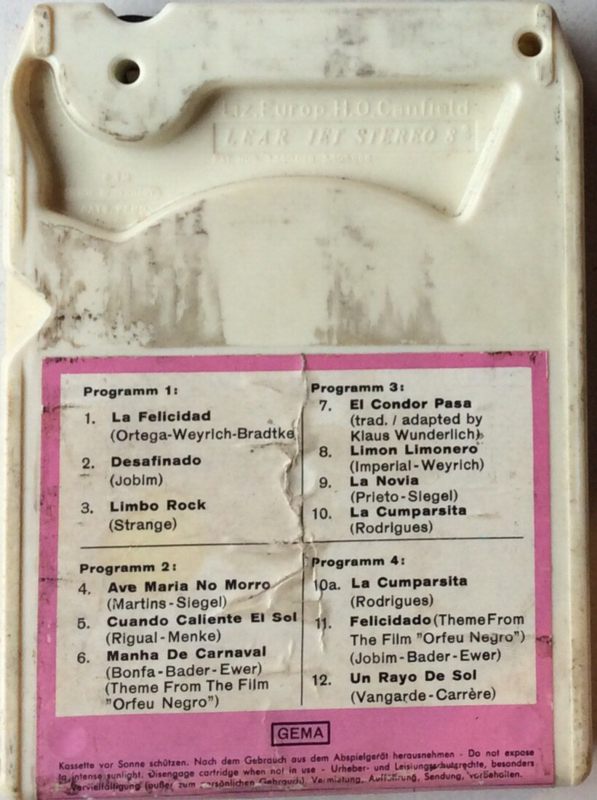 Liz.Europ.H.O.Canfield
LEAR JET STEREO 8
Programm 1:
1. La Felicidad
(Ortega-Weyrich-Bradtke
2. Desafinado
(Jobim)
3. Limbo Rock
(Strange)
Programm 2:
4. Ave Maria No Morro
(Martins-Siegel)
5. Cuando Caliente El Sol
(Rigual-Menke)
6. Manha De Carnaval
(Bonfa-Bader-Ewer)
(Theme From The Film
"Orfeu Negro")
Programm 3:
7. El Condor Pasa
(trad. / adapted by
Klaus Wunderlich)
8. Limon Limonero
(Imperial-Weyrich)
9. La Novia
(Prieto-Siegel)
10. La Cumparsita
(Rodrigues)
Programm 4:
10a. La Cumparsita
(Rodrigues)
11. Felicidado (Theme From
The Film "Orfeu Negro")
(Jobim-Bader-Ewer)
12. Un Rayo De Sol
(Vangarde-Carrère)
GEMA
Kassette vor Sonne schützen. Nach dem Gebrauch aus dem Abspielgerät herausnehmen - Do not expose
to intense sunlight. Disengage cartridge when not in use - Urheber- und Leistungsschutzrechte, besonders
Vervielfältigung (außer zum persönlichen Gebrauch), Vermietung, Aufführung, Sendung, vorbehalten.